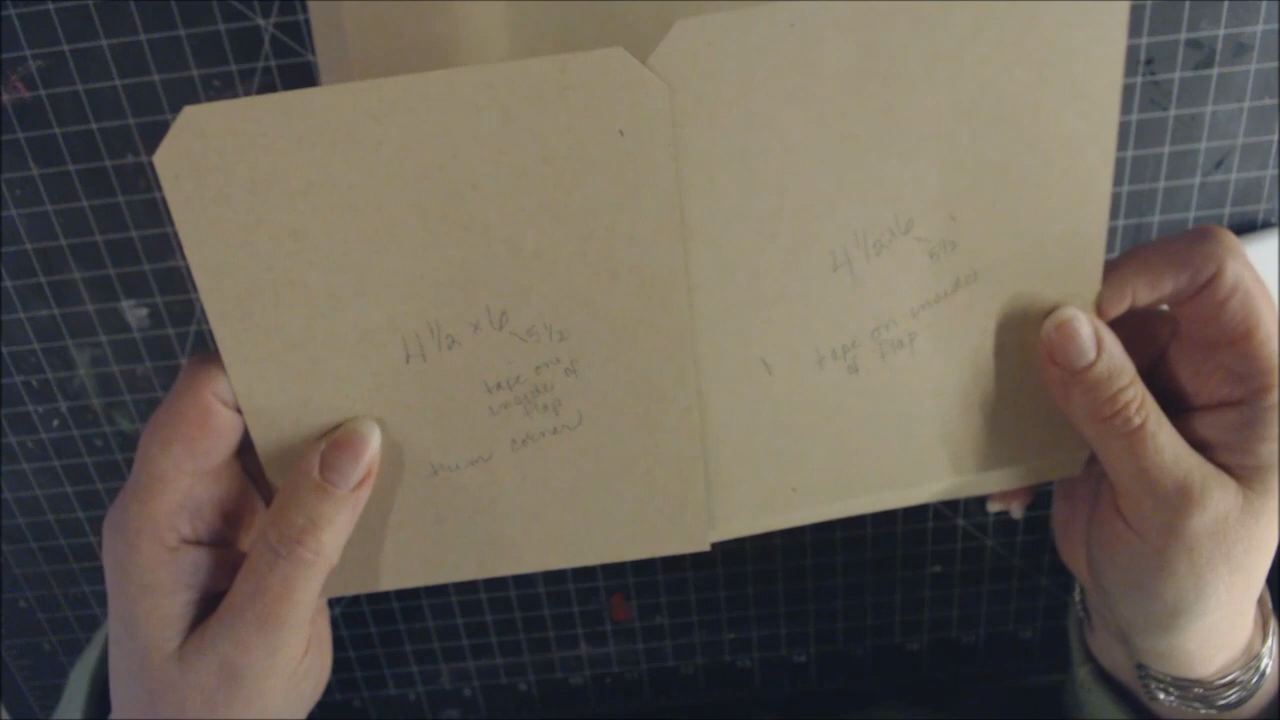 4 1/2 x 6
5 1/2
tape on
inside of
flap
trim corner
4 1/2 x 6
5 1/2
tape on inside
of flap